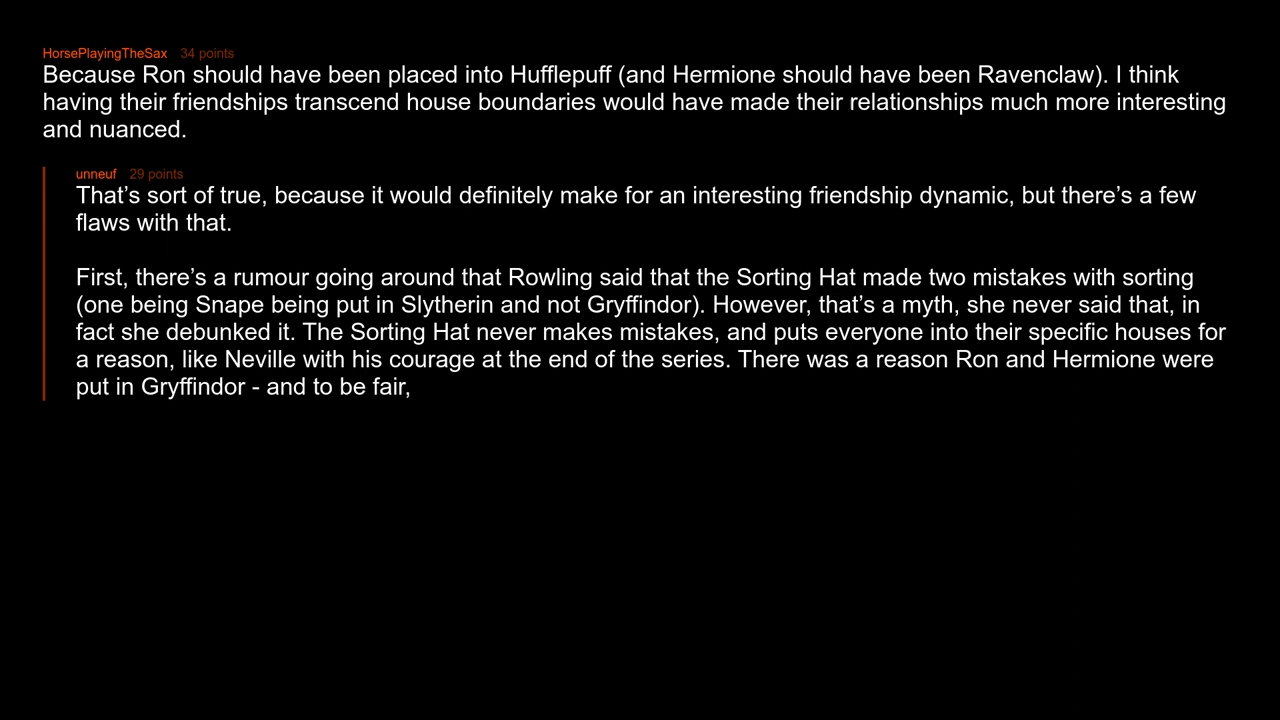 HorsePlayingTheSax 34 points
Because Ron should have been placed into Hufflepuff (and Hermione should have been Ravenclaw). I think
having their friendships transcend house boundaries would have made their relationships much more interesting
and nuanced.
unneuf 29 points
That’s sort of true, because it would definitely make for an interesting friendship dynamic, but there’s a few
flaws with that.
First, there’s a rumour going around that Rowling said that the Sorting Hat made two mistakes with sorting
(one being Snape being put in Slytherin and not Gryffindor). However, that’s a myth, she never said that, in
fact she debunked it. The Sorting Hat never makes mistakes, and puts everyone into their specific houses for
a reason, like Neville with his courage at the end of the series. There was a reason Ron and Hermione were
put in Gryffindor - and to be fair,